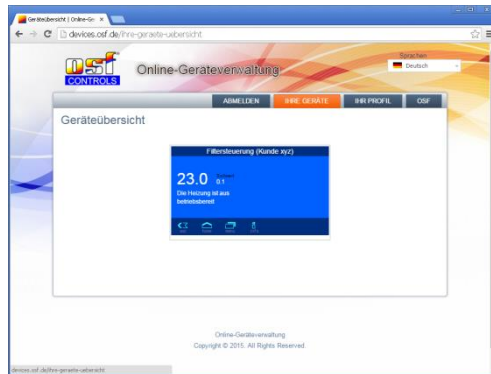 Geräteübersicht | Online-Ge
devices.osf.de/ihre-geraete-uebersicht
osf
CONTROLS
Online-Geräteverwaltung
Sprachen
Deutsch
ABMELDEN
IHRE GERÄTE
IHR PROFIL
OSF
Geräteübersicht
Filtersteuerung (Kunde xyz)
23.0
0.1
Die Heizung ist aus
betriebsbereit
Online-Geräteverwaltung
Copyright © 2015. All Rights Reserved.
devices.osf.de/ihre-geraete-uebersicht